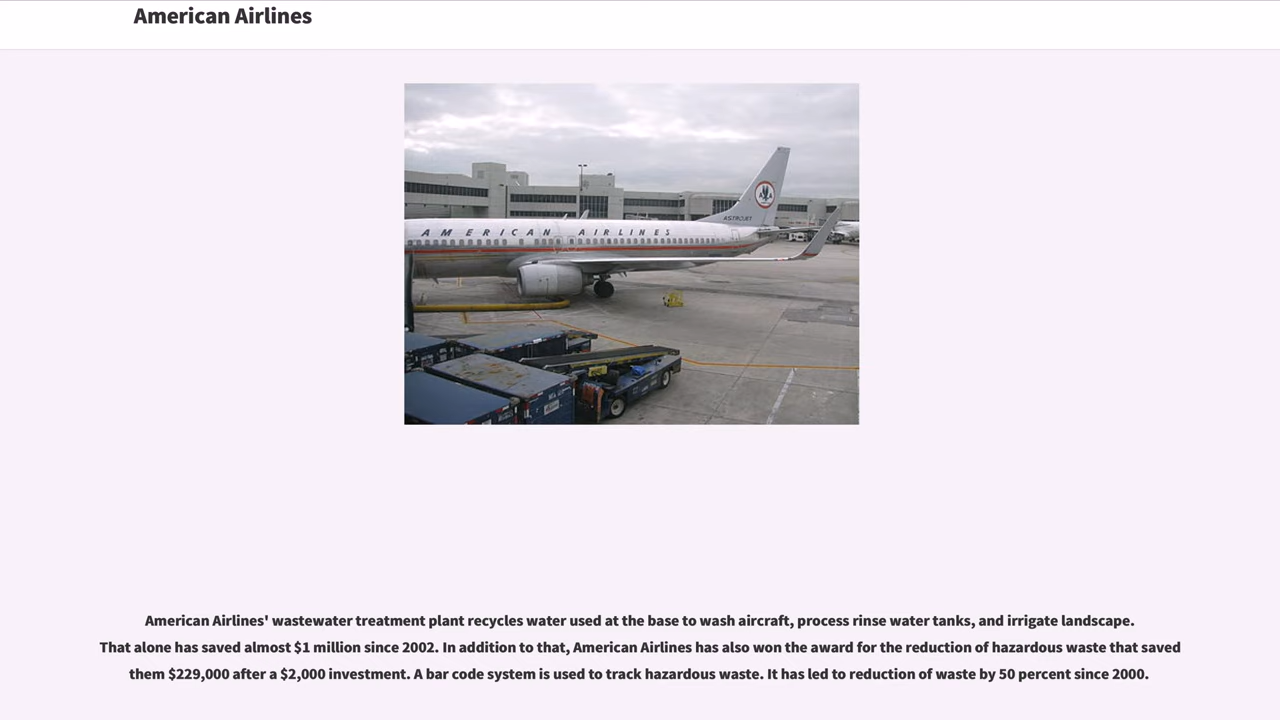 American Airlines
ASTROJET
AMERICAN AIRLINES
American Airlines' wastewater treatment plant recycles water used at the base to wash aircraft, process rinse water tanks, and irrigate landscape.
That alone has saved almost $1 million since 2002. In addition to that, American Airlines has also won the award for the reduction of hazardous waste that saved
them $229,000 after a $2,000 investment. A bar code system is used to track hazardous waste. It has led to reduction of waste by 50 percent since 2000.